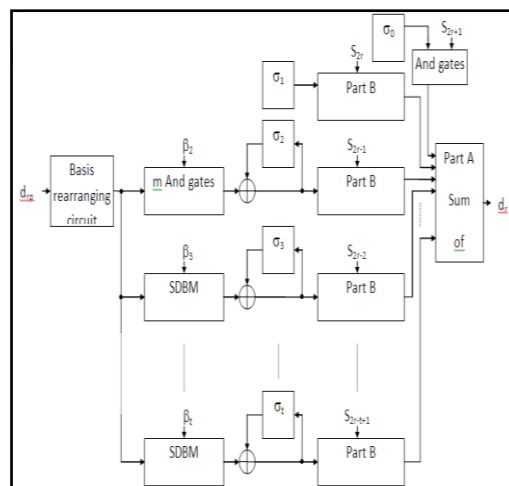 σ₀
S₂ᵣ₊₁
And gates
S₂ᵣ
σ₁
Part B
σ₂
β₂
S₂ᵣ₋₁
Part A
Sum
of
dᵣₚ
Basis
rearranging
circuit
m And gates
Part B
dᵣ
σ₃
β₃
S₂ᵣ₋₂
SDBM
Part B
σₜ
βₜ
S₂ᵣ₋ₜ₊₁
SDBM
Part B